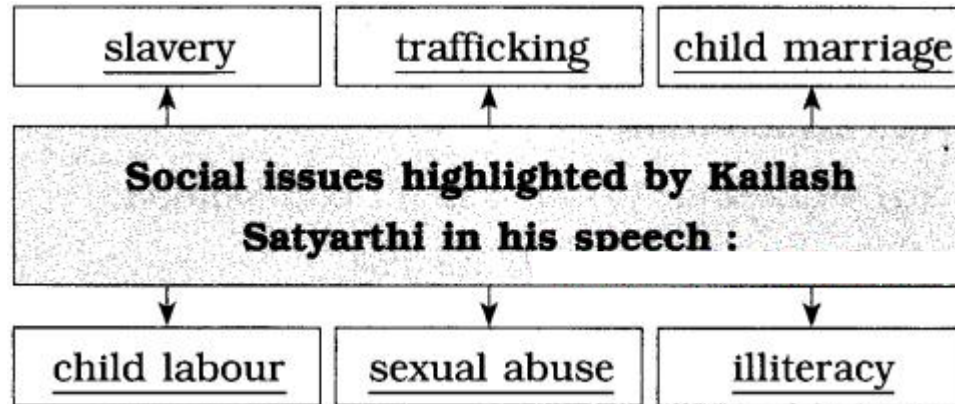 slavery
trafficking
child marriage
Social issues highlighted by Kailash
Satyarthi in his speech :
child labour
sexual abuse
illiteracy